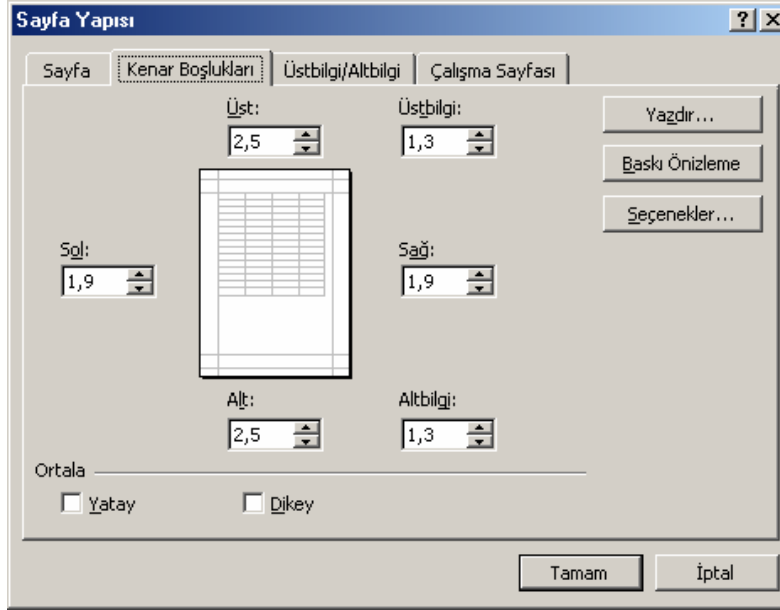 Sayfa Yapısı
Sayfa Kenar Boşlukları Üstbilgi/Altbilgi Çalışma Sayfası
Üst: Üstbilgi: Yazdır...
2,5 1,3
Baskı Önizleme
Seçenekler...
Sol: Sağ:
1,9 1,9
Alt: Altbilgi:
2,5 1,3
Ortala
Yatay Dikey
Tamam İptal